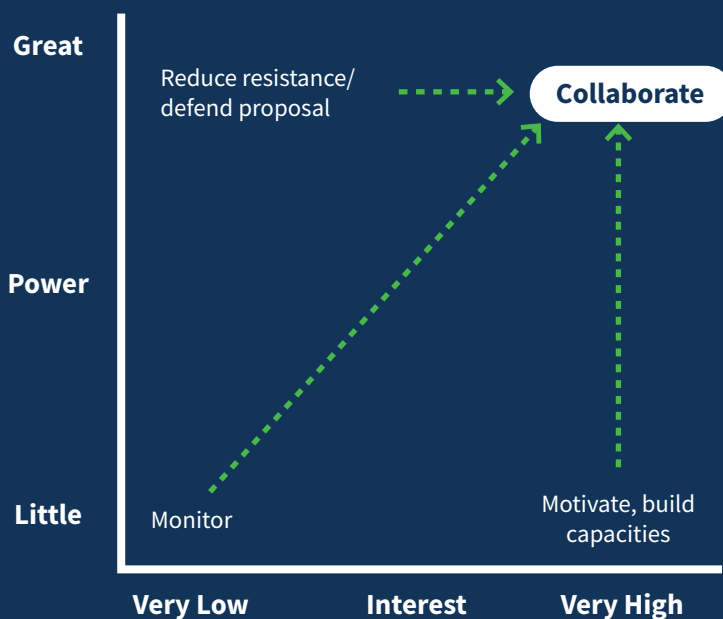 Great
Reduce resistance/
defend proposal
Collaborate
Power
Little
Monitor
Motivate, build
capacities
Very Low
Interest
Very High